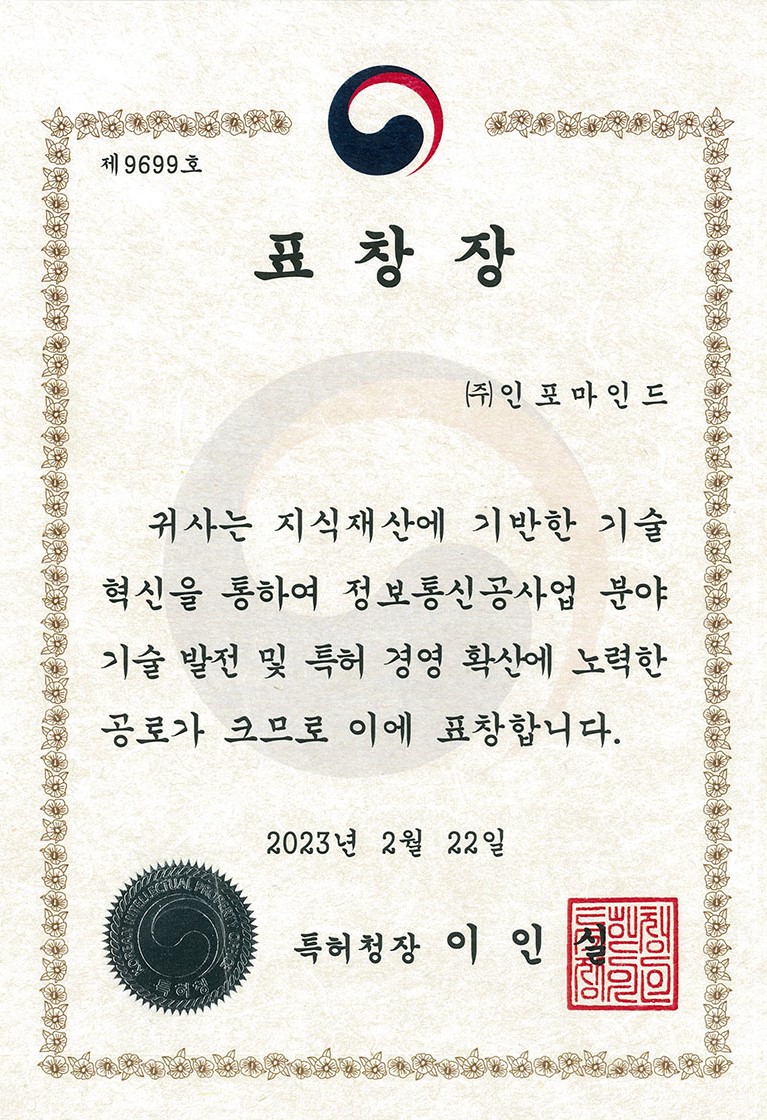 제9699호
표 창 장
㈜인포마인드
귀사는 지식재산에 기반한 기술
혁신을 통하여 정보통신공사업 분야
기술 발전 및 특허 경영 확산에 노력한
공로가 크므로 이에 표창합니다.
2023년 2월 22일
특허청장 이 인 실
특허청